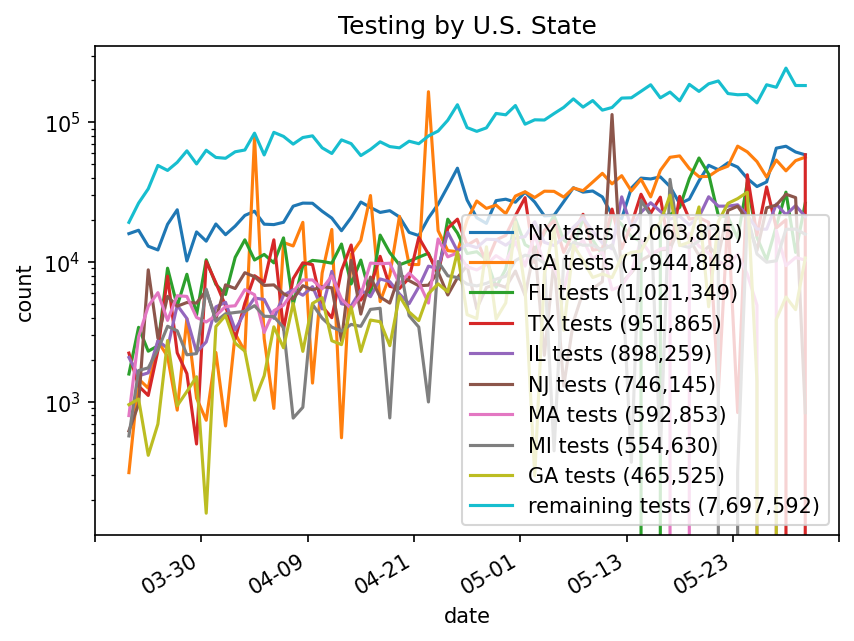 Testing by U.S. State
count
10^5
10^4
10^3
NY tests (2,063,825)
CA tests (1,944,848)
FL tests (1,021,349)
TX tests (951,865)
IL tests (898,259)
NJ tests (746,145)
MA tests (592,853)
MI tests (554,630)
GA tests (465,525)
remaining tests (7,697,592)
03-30
04-09
04-21
05-01
05-13
05-23
date